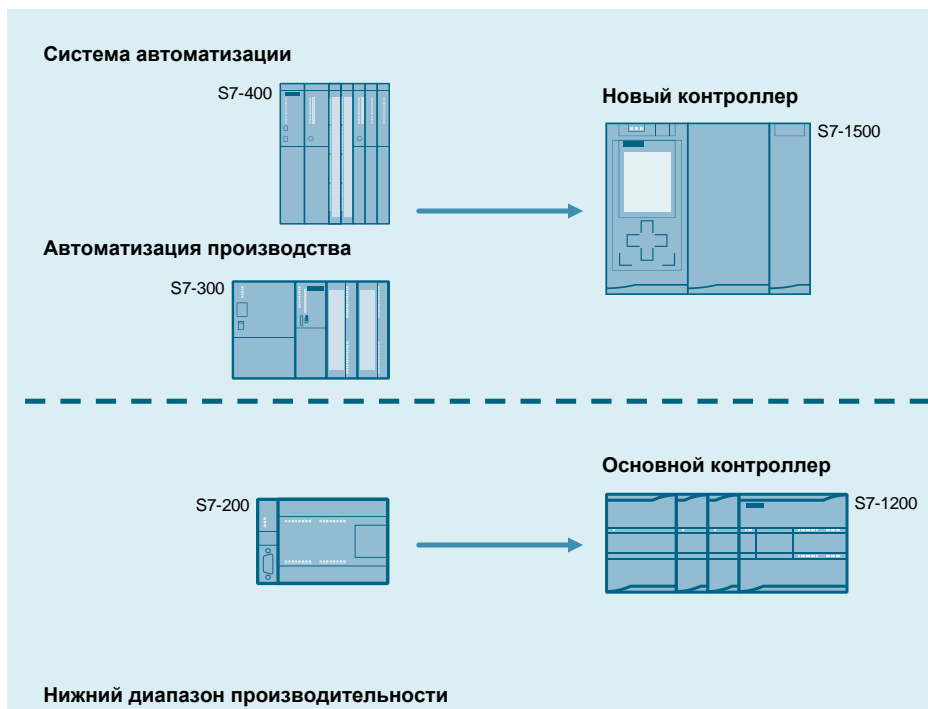 Система автоматизации
S7-400
Новый контроллер
S7-1500
Автоматизация производства
S7-300
Основной контроллер
S7-200
S7-1200
Нижний диапазон производительности